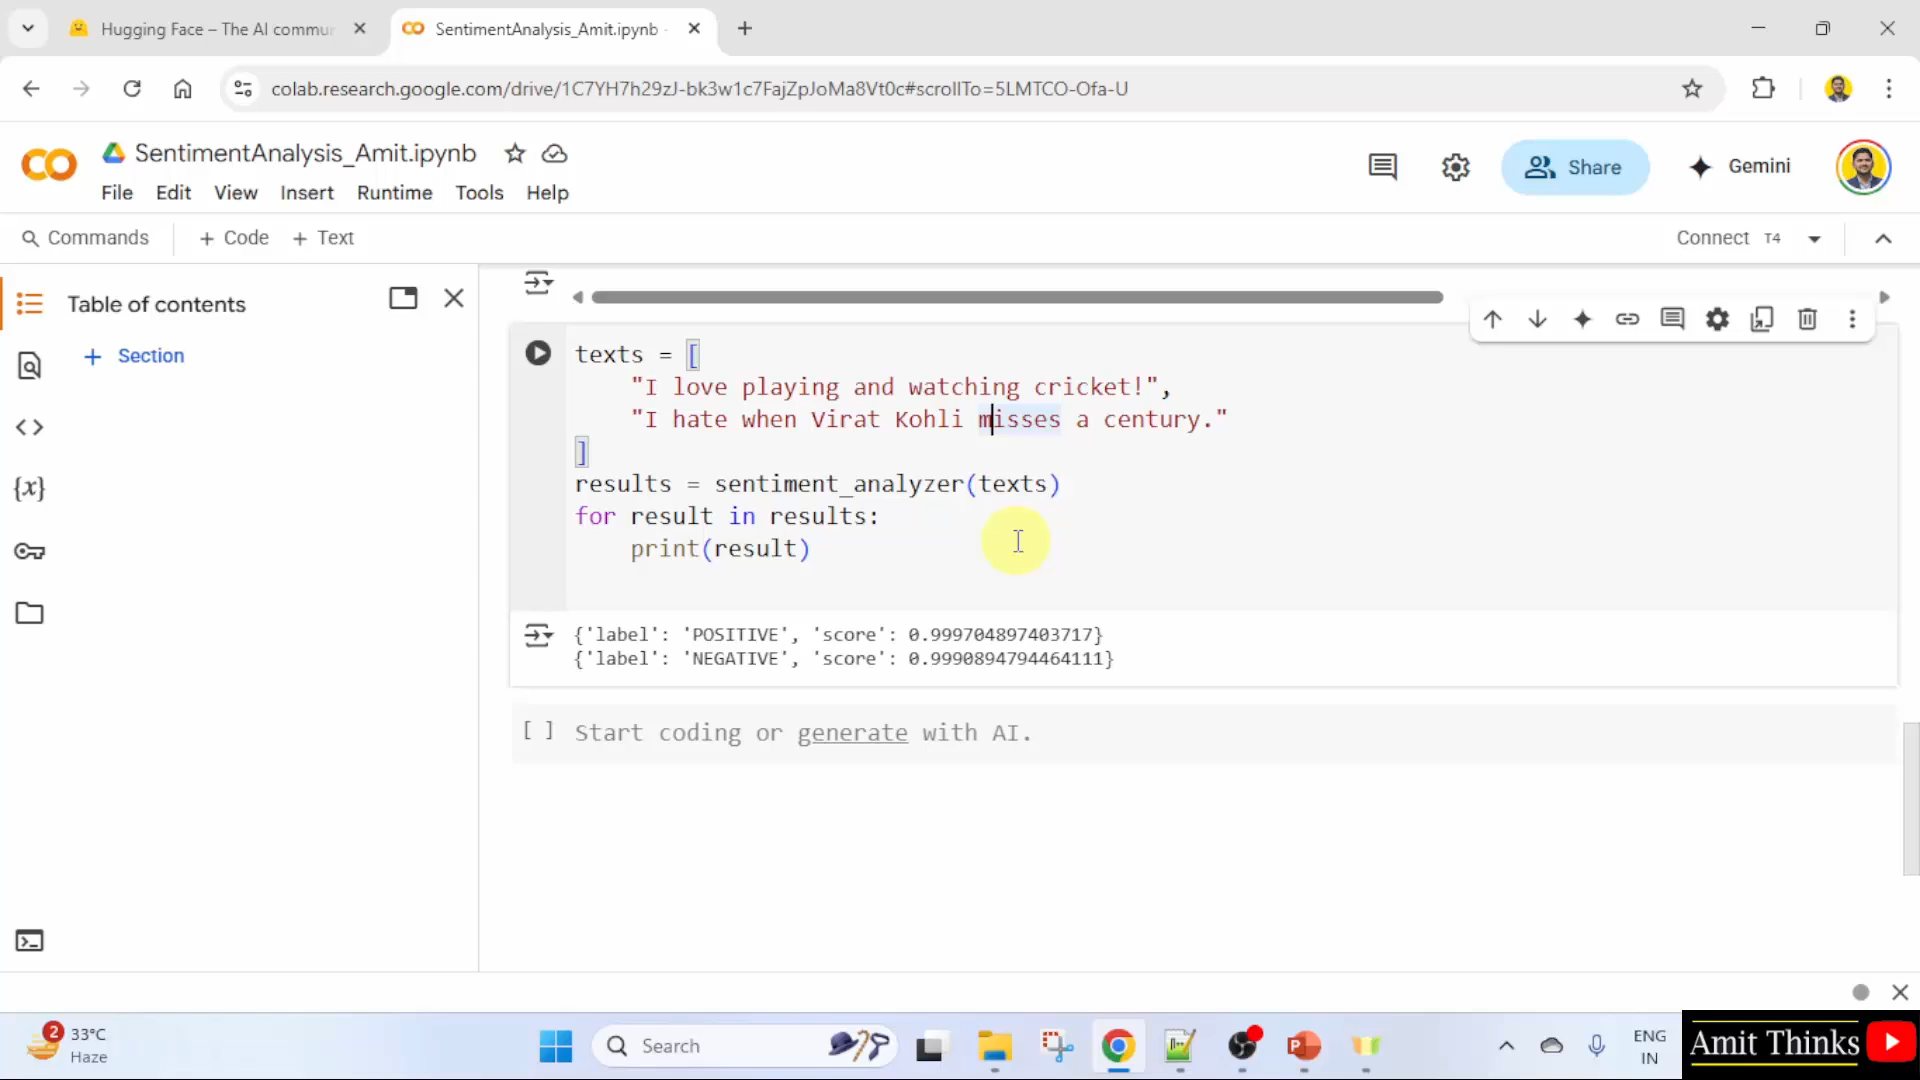 Hugging Face – The AI commur
SentimentAnalysis_Amit.ipynb -
colab.research.google.com/drive/1C7YH7h29zJ-bk3w1c7FajZpJoMa8Vt0c#scrollTo=5LMTCO-Ofa-U
SentimentAnalysis_Amit.ipynb
File Edit View Insert Runtime Tools Help
Share
Gemini
Commands + Code + Text
Connect T4
Table of contents
+ Section
{x}
texts = [
"I love playing and watching cricket!",
"I hate when Virat Kohli misses a century."
]
results = sentiment_analyzer(texts)
for result in results:
print(result)
{'label': 'POSITIVE', 'score': 0.999704897403717}
{'label': 'NEGATIVE', 'score': 0.9990894794464111}
[ ] Start coding or generate with AI.
2
33°C
Haze
Search
ENG
IN
Amit Thinks